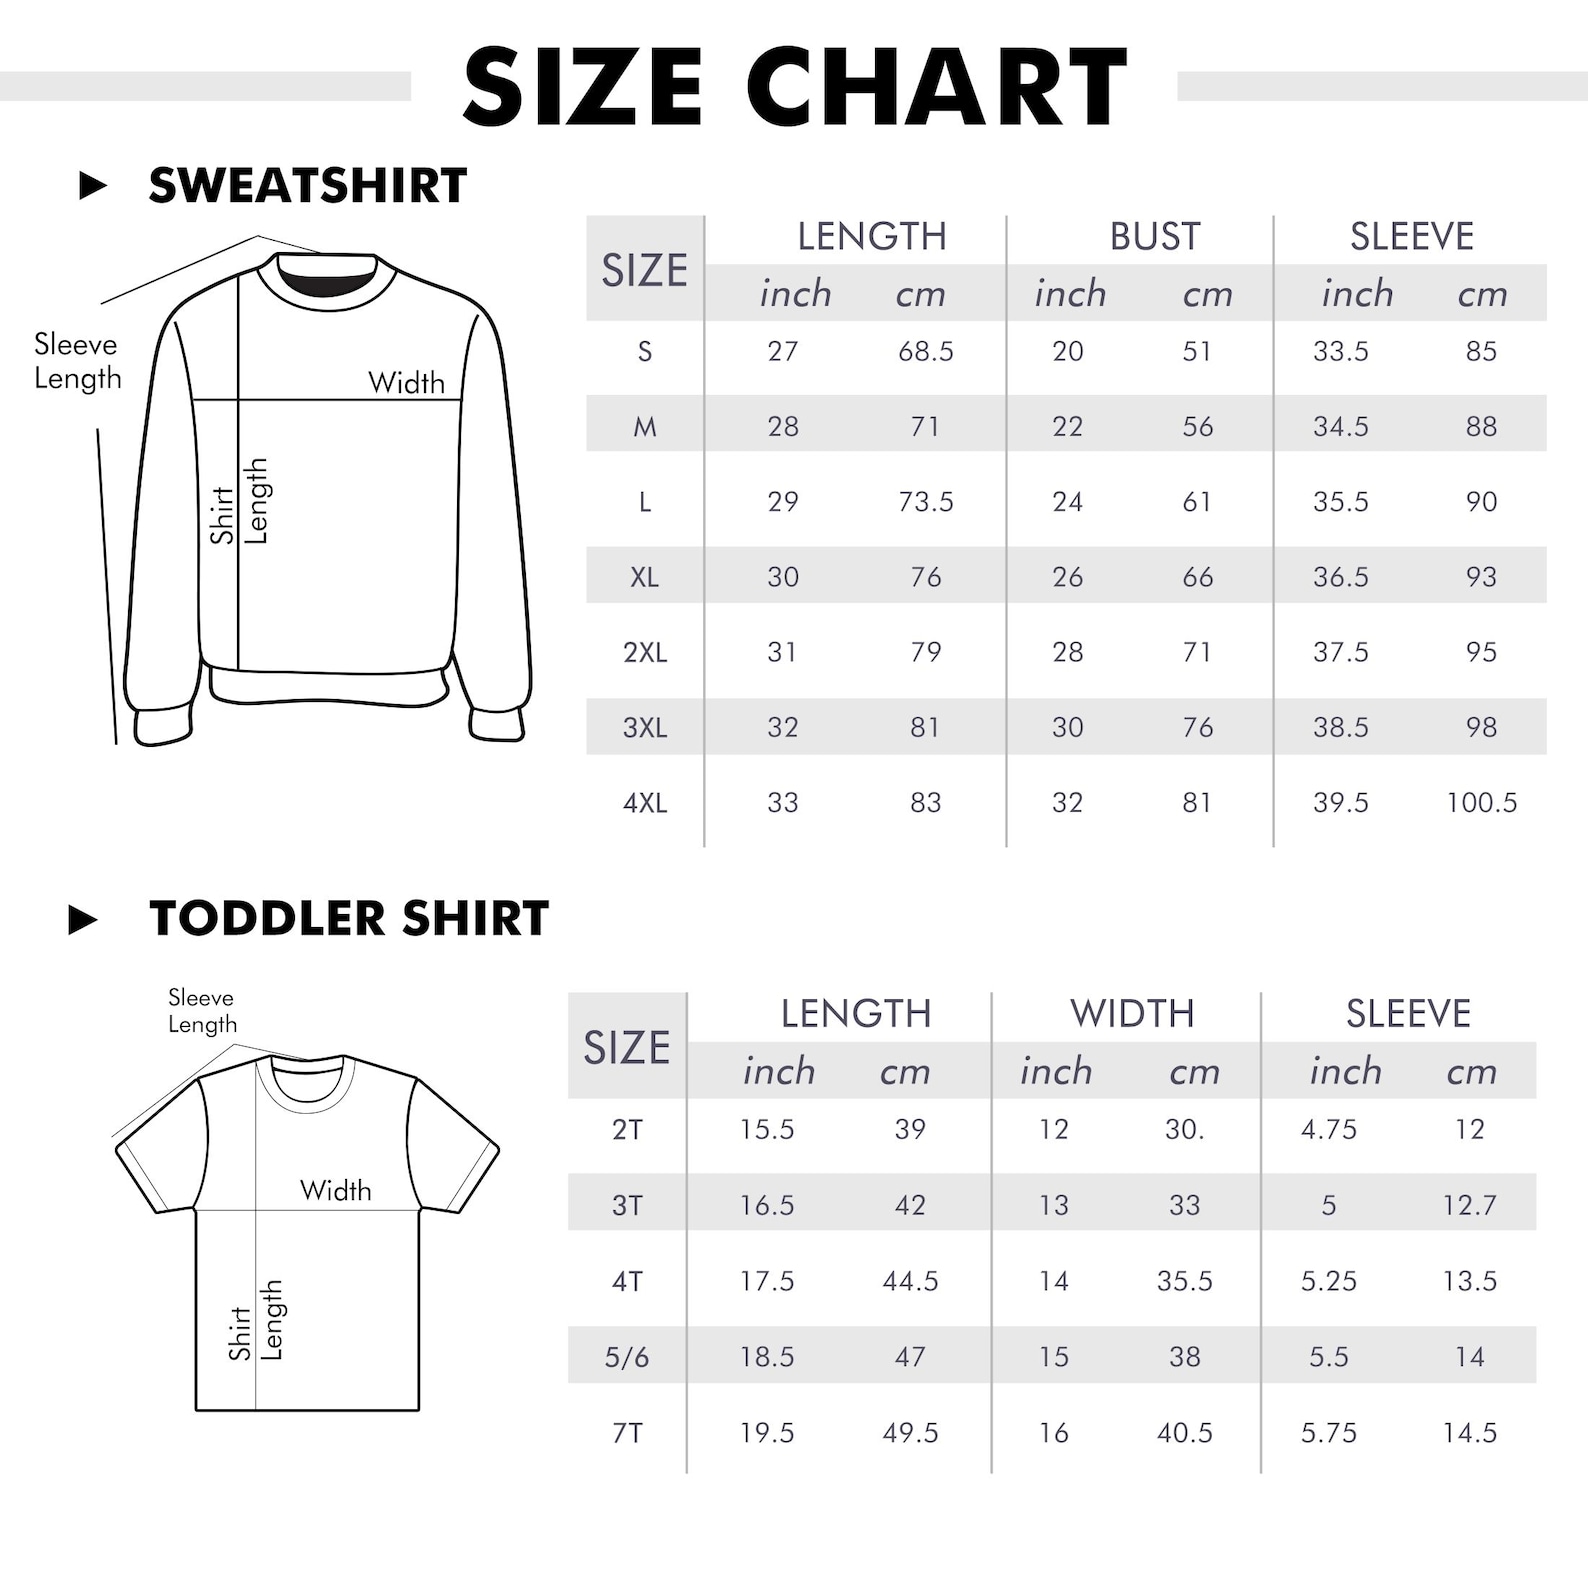 SIZE CHART
SWEATSHIRT
Sleeve
Length
Width
Shirt
Length
SIZE LENGTH BUST SLEEVE
inch cm inch cm inch cm
S 27 68.5 20 51 33.5 85
M 28 71 22 56 34.5 88
L 29 73.5 24 61 35.5 90
XL 30 76 26 66 36.5 93
2XL 31 79 28 71 37.5 95
3XL 32 81 30 76 38.5 98
4XL 33 83 32 81 39.5 100.5
TODDLER SHIRT
Sleeve
Length
Width
Shirt
Length
SIZE LENGTH WIDTH SLEEVE
inch cm inch cm inch cm
2T 15.5 39 12 30. 4.75 12
3T 16.5 42 13 33 5 12.7
4T 17.5 44.5 14 35.5 5.25 13.5
5/6 18.5 47 15 38 5.5 14
7T 19.5 49.5 16 40.5 5.75 14.5